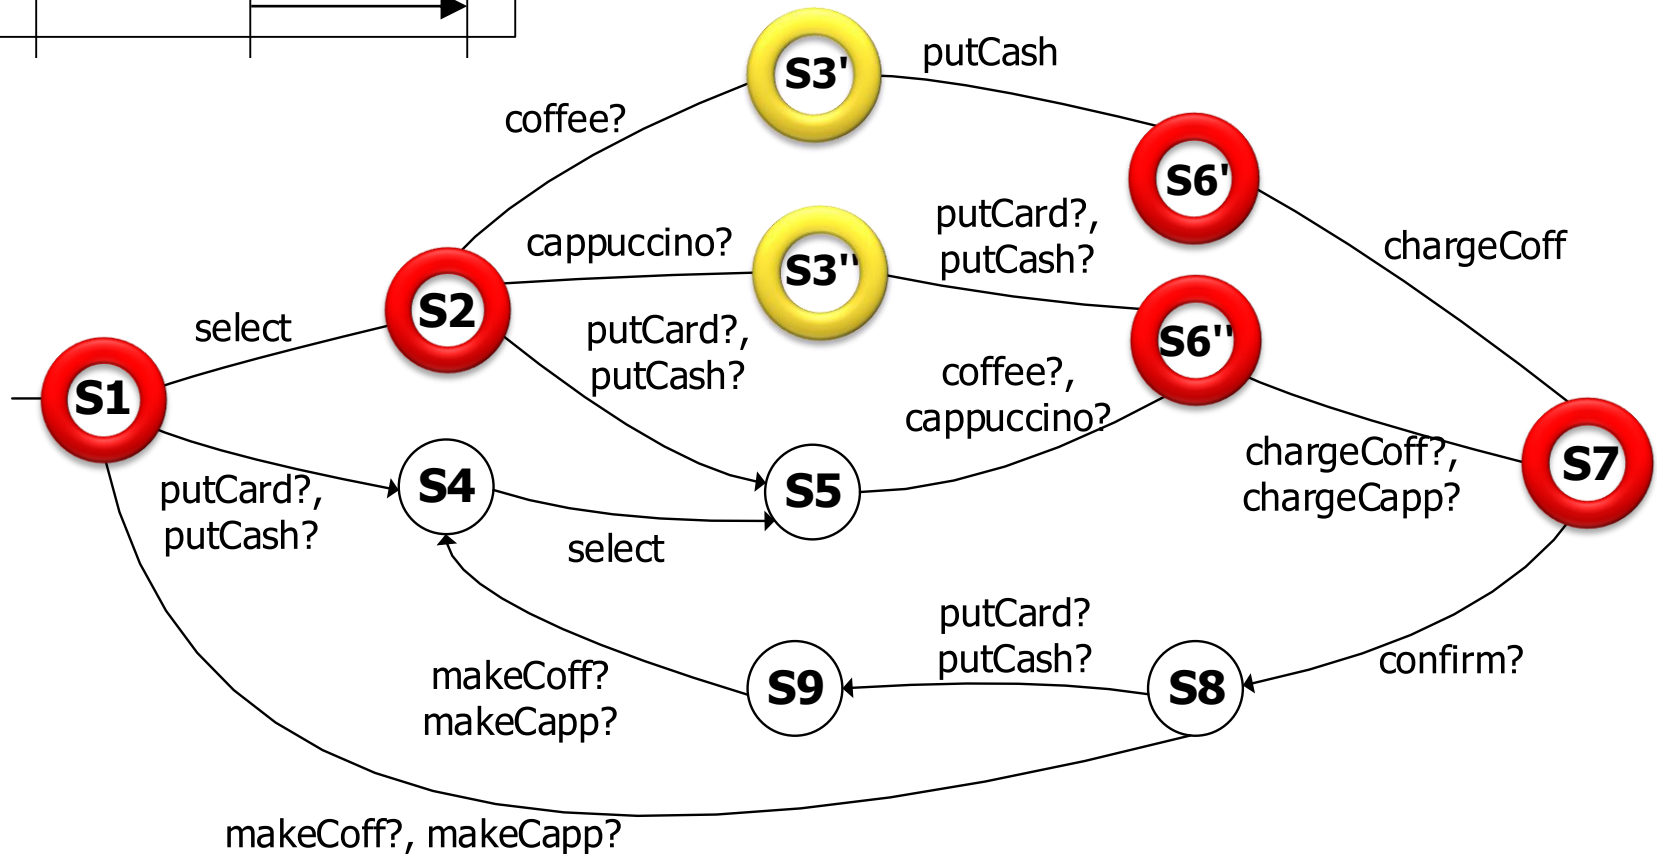 S3'
putCash
coffee?
S6'
putCard?,
putCash?
cappuccino?
chargeCoff
S3''
S2
select
putCard?,
putCash?
S6''
coffee?,
cappuccino?
S1
chargeCoff?,
chargeCapp?
S7
putCard?,
putCash?
S4
S5
select
putCard?
putCash?
confirm?
makeCoff?
makeCapp?
S9
S8
makeCoff?, makeCapp?